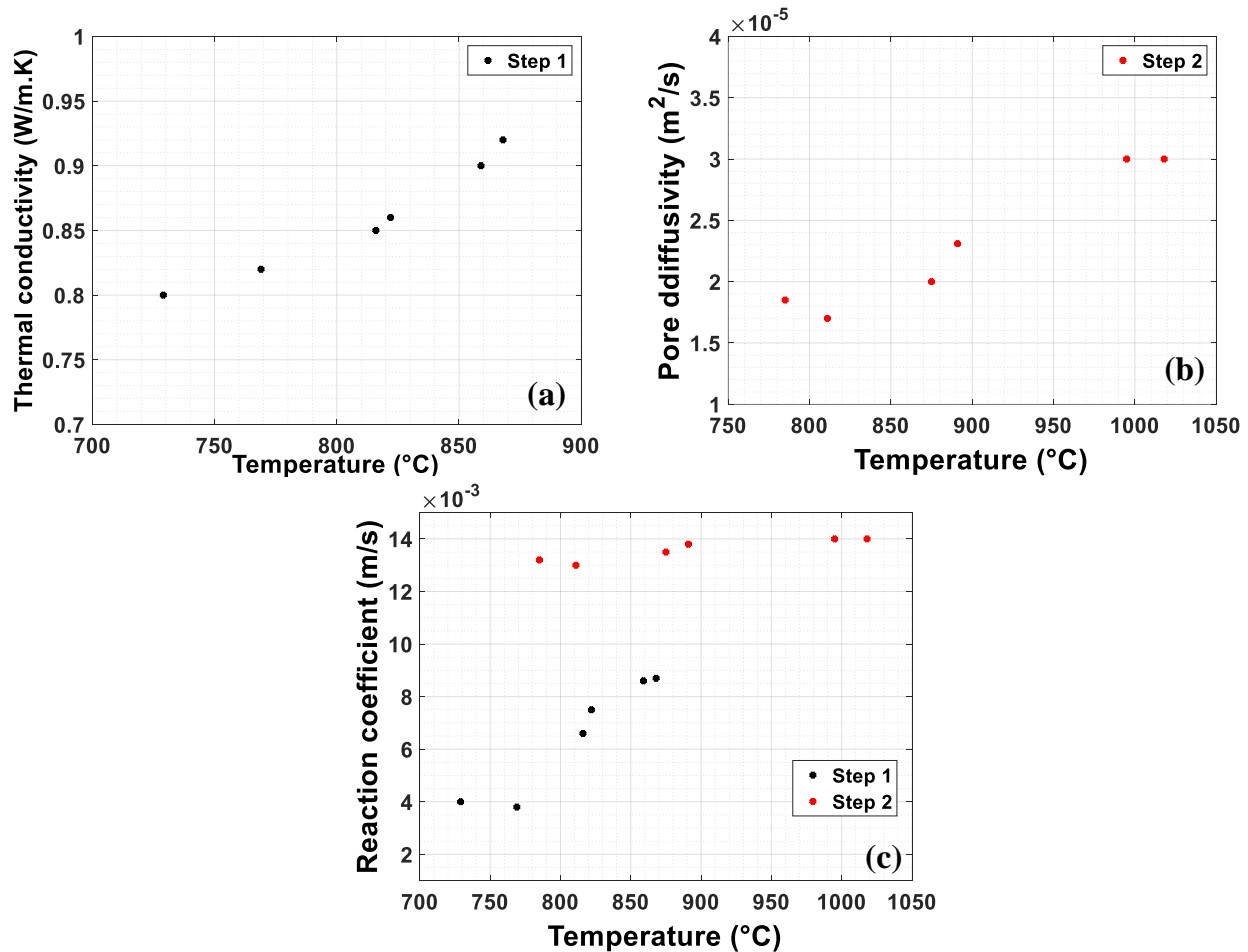 Thermal conductivity (W/m.K)
1
0.95
0.9
0.85
0.8
0.75
0.7
700 750 800 850 900
Temperature (°C)
Step 1
(a)
×10^-5
Pore ddiffusivity (m^2/s)
4
3.5
3
2.5
2
1.5
1
750 800 850 900 950 1000 1050
Temperature (°C)
Step 2
(b)
×10^-3
Reaction coefficient (m/s)
14
12
10
8
6
4
2
700 750 800 850 900 950 1000 1050
Temperature (°C)
Step 1
Step 2
(c)